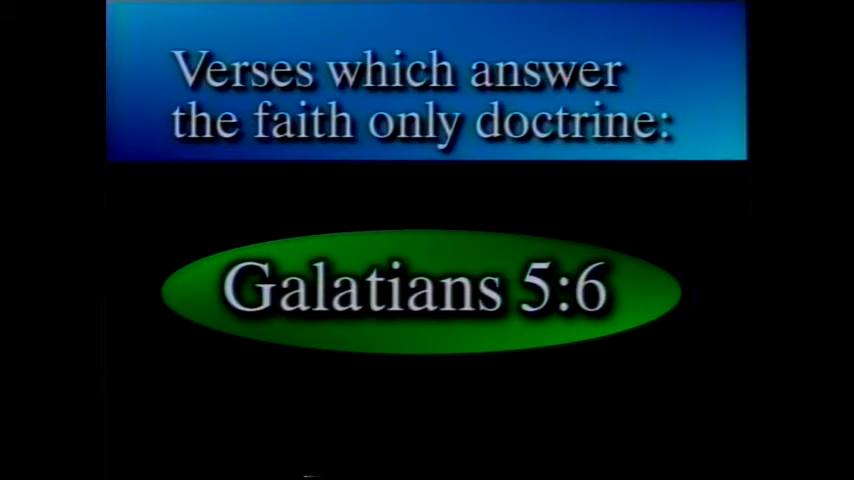 Verses which answer
the faith only doctrine:
Galatians 5:6